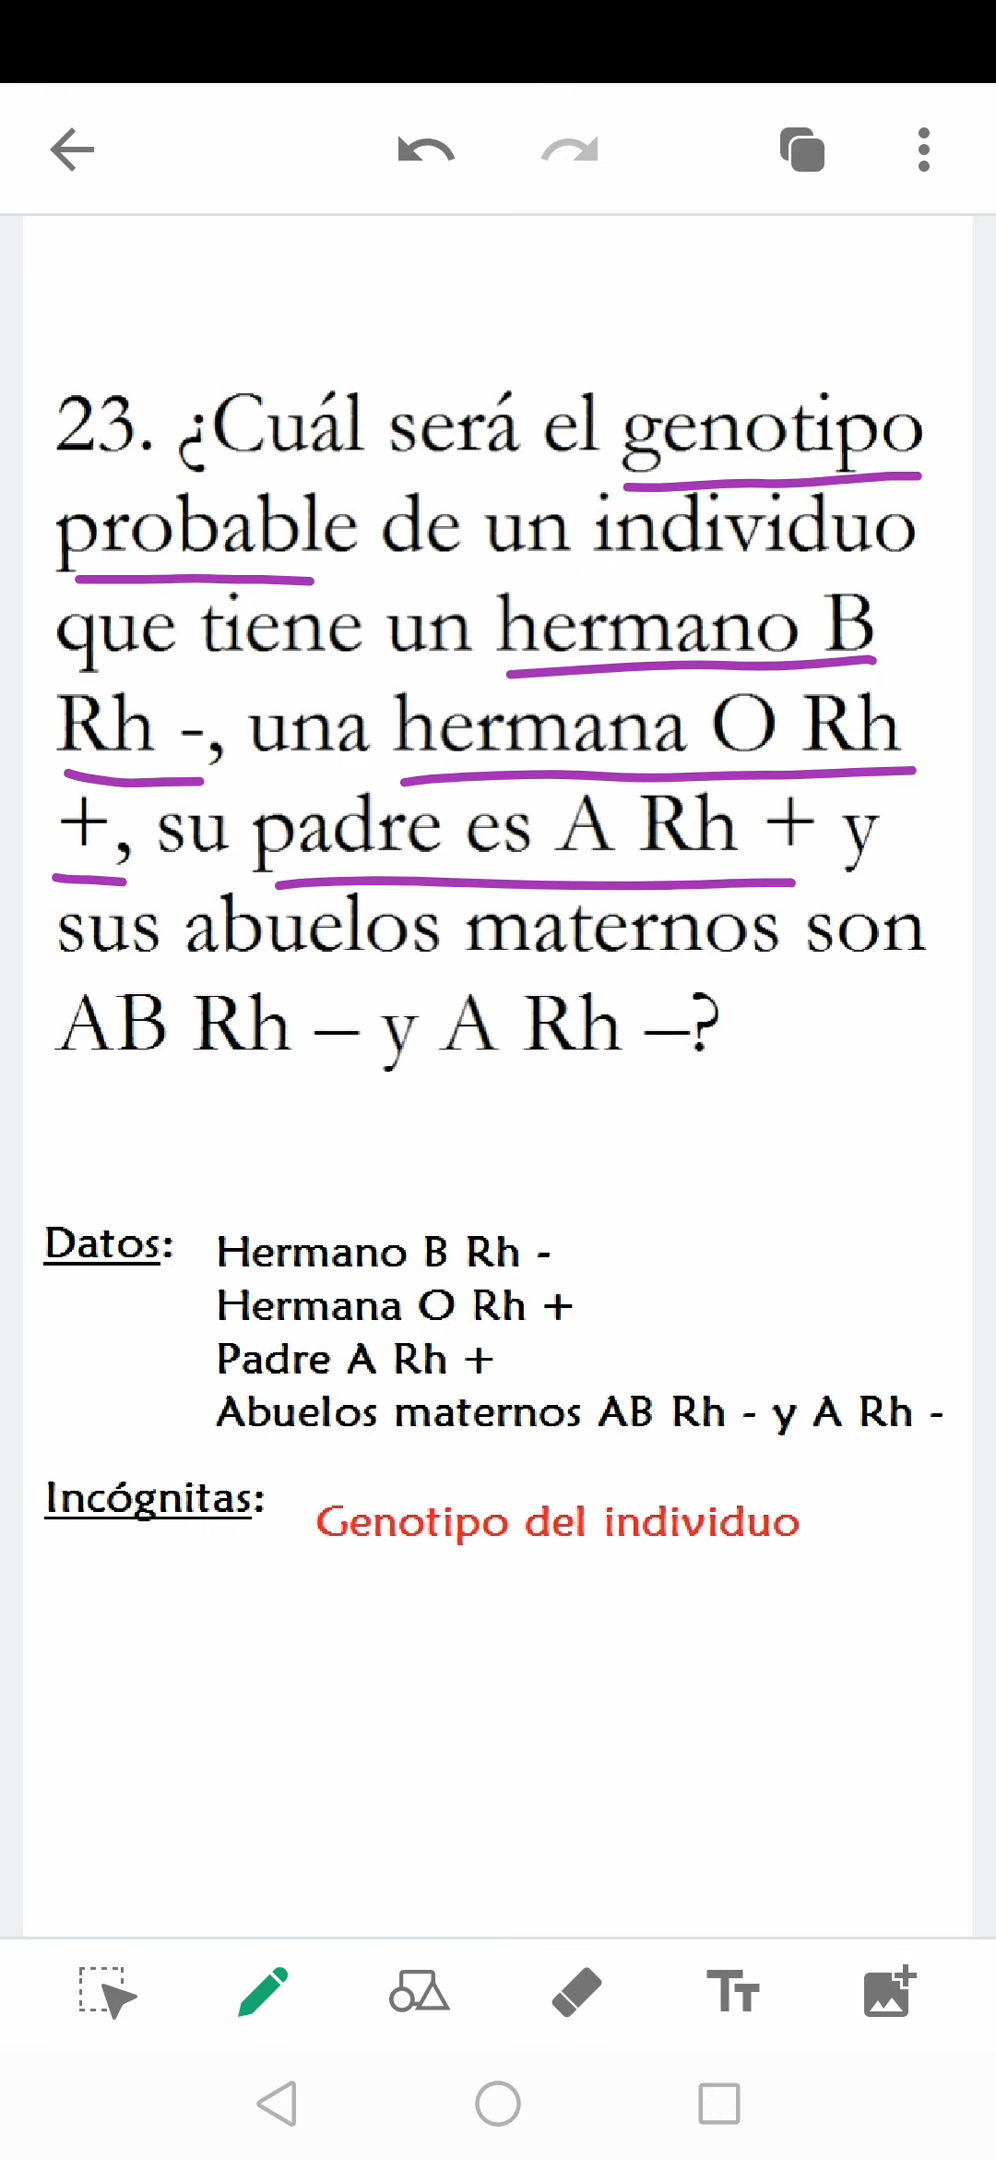 23. ¿Cuál será el genotipo
probable de un individuo
que tiene un hermano B
Rh -, una hermana O Rh
+, su padre es A Rh + y
sus abuelos maternos son
AB Rh – y A Rh –?
Datos: Hermano B Rh -
Hermana O Rh +
Padre A Rh +
Abuelos maternos AB Rh - y A Rh -
Incógnitas: Genotipo del individuo
TT